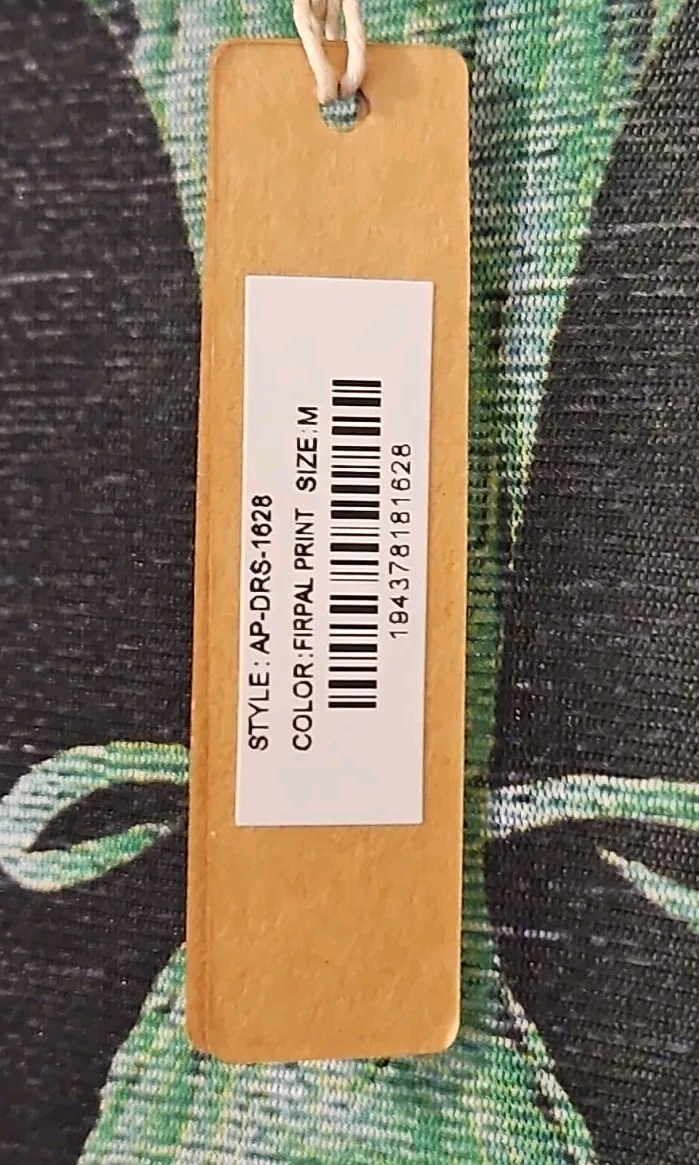 STYLE: AP-DRS-1628
COLOR:FIRPAL PRINT SIZE:M
194378181628